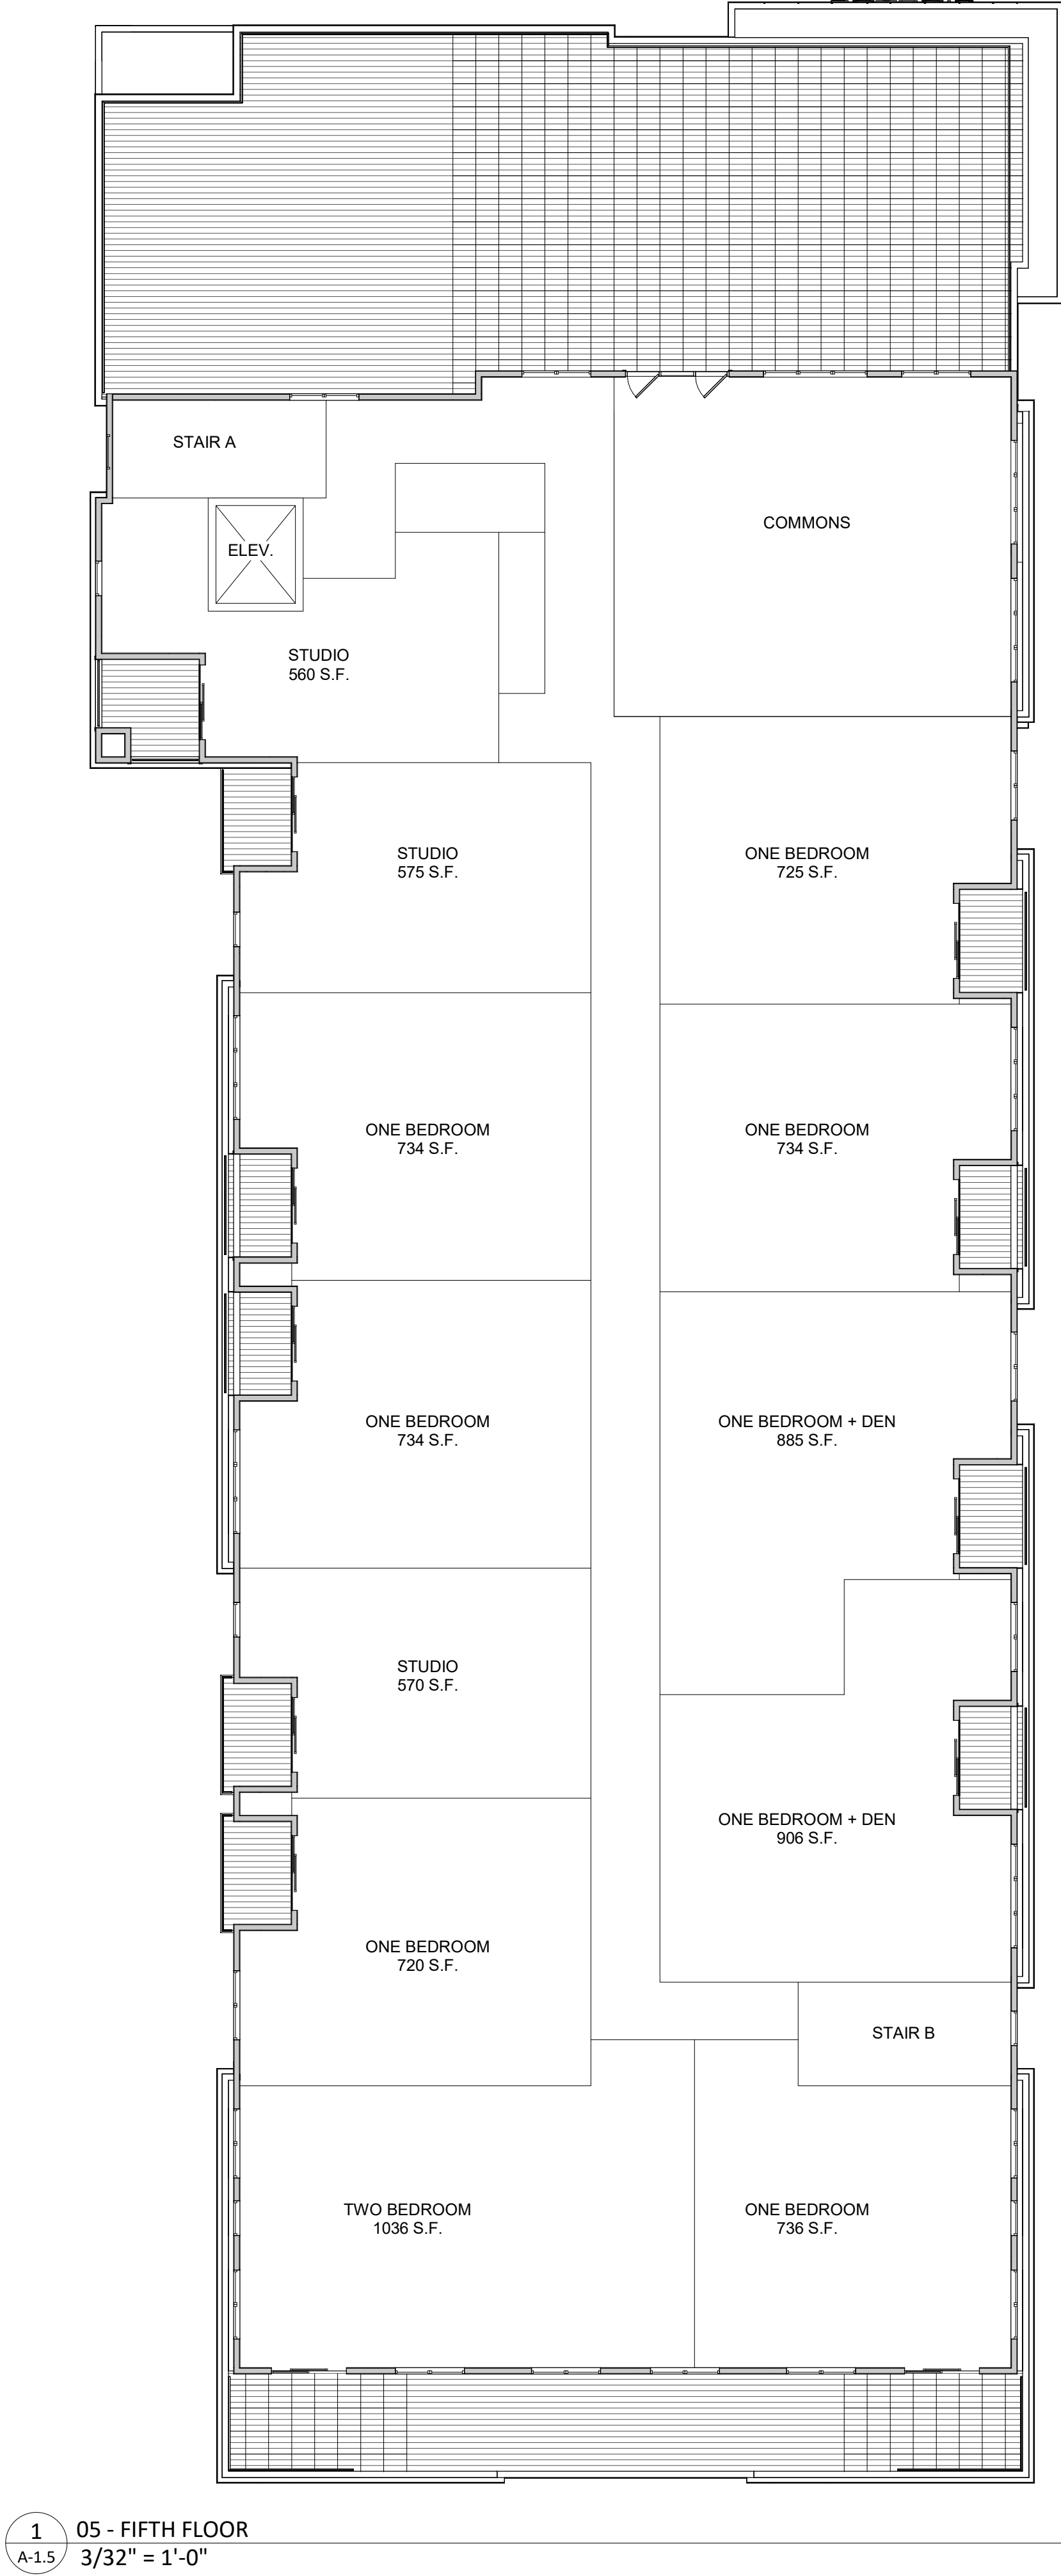 STAIR A
COMMONS
ELEV.
STUDIO
560 S.F.
STUDIO
575 S.F.
ONE BEDROOM
725 S.F.
ONE BEDROOM
734 S.F.
ONE BEDROOM
734 S.F.
ONE BEDROOM
734 S.F.
ONE BEDROOM + DEN
885 S.F.
STUDIO
570 S.F.
ONE BEDROOM + DEN
906 S.F.
ONE BEDROOM
720 S.F.
STAIR B
TWO BEDROOM
1036 S.F.
ONE BEDROOM
736 S.F.
1
A-1.5
05 - FIFTH FLOOR
3/32" = 1'-0"